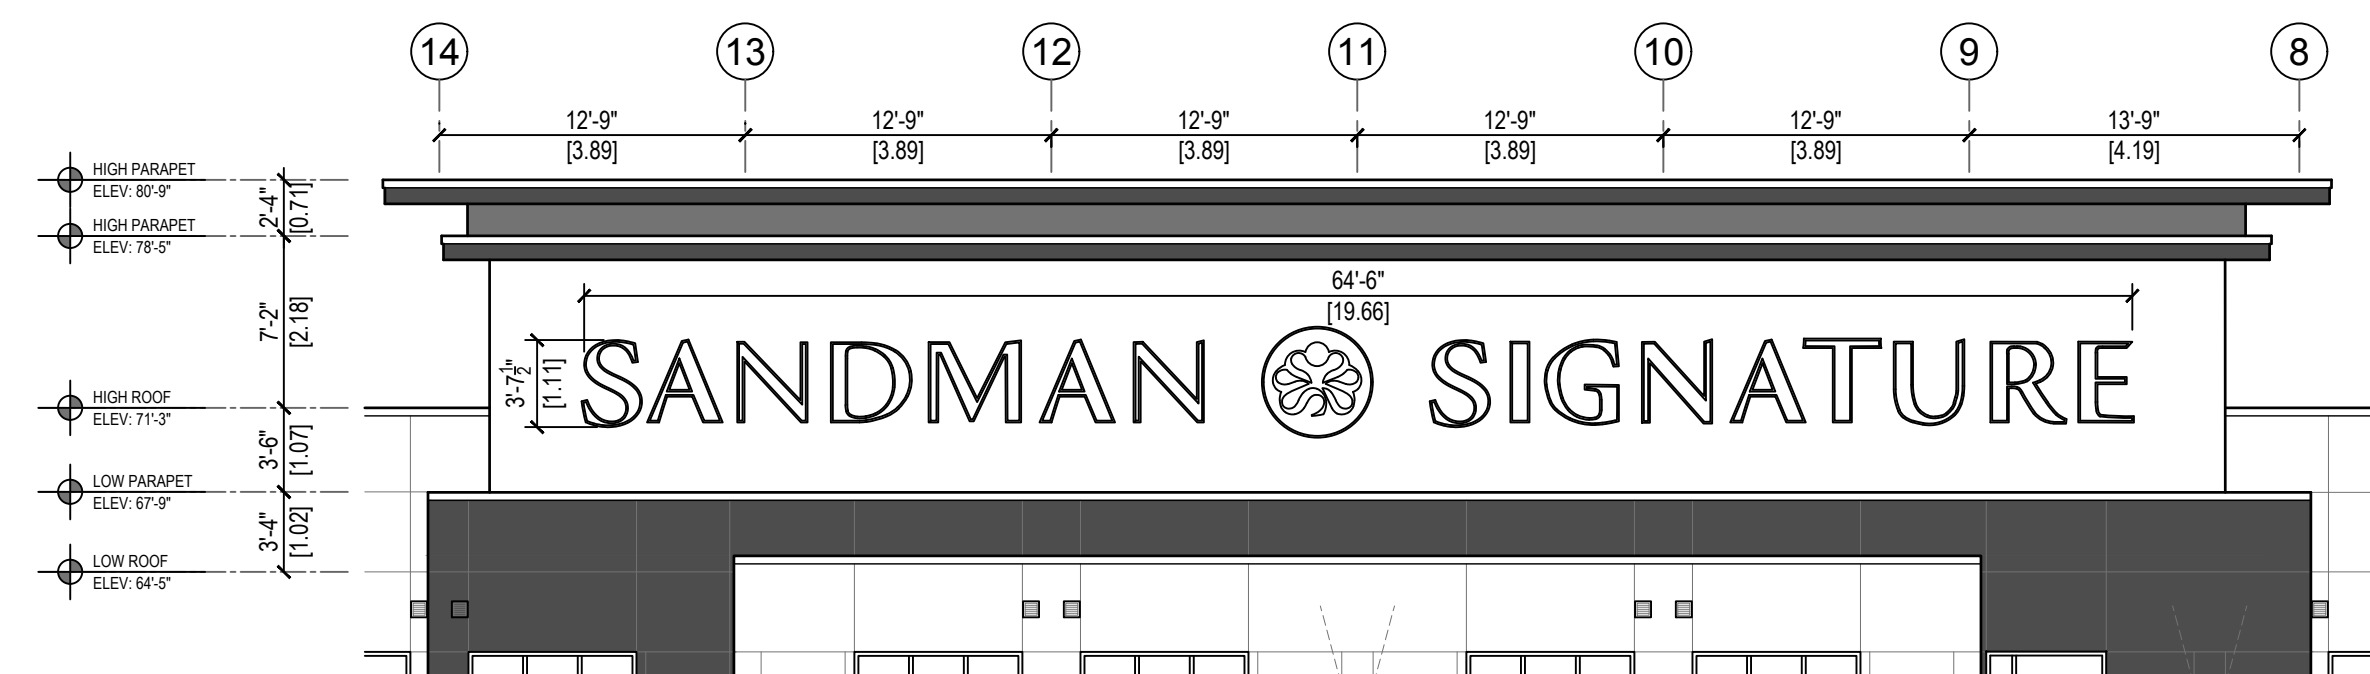 14 13 12 11 10 9 8
12'-9" 12'-9" 12'-9" 12'-9" 12'-9" 13'-9"
[3.89] [3.89] [3.89] [3.89] [3.89] [4.19]
HIGH PARAPET
ELEV: 80'-9"
2'-4"
[0.71]
HIGH PARAPET
ELEV: 78'-5"
7'-2"
[2.18]
HIGH ROOF
ELEV: 71'-3"
3'-6"
[1.07]
LOW PARAPET
ELEV: 67'-9"
3'-4"
[1.02]
LOW ROOF
ELEV: 64'-5"
64'-6"
[19.66]
3'-7 1/2"
[1.11]
SANDMAN SIGNATURE